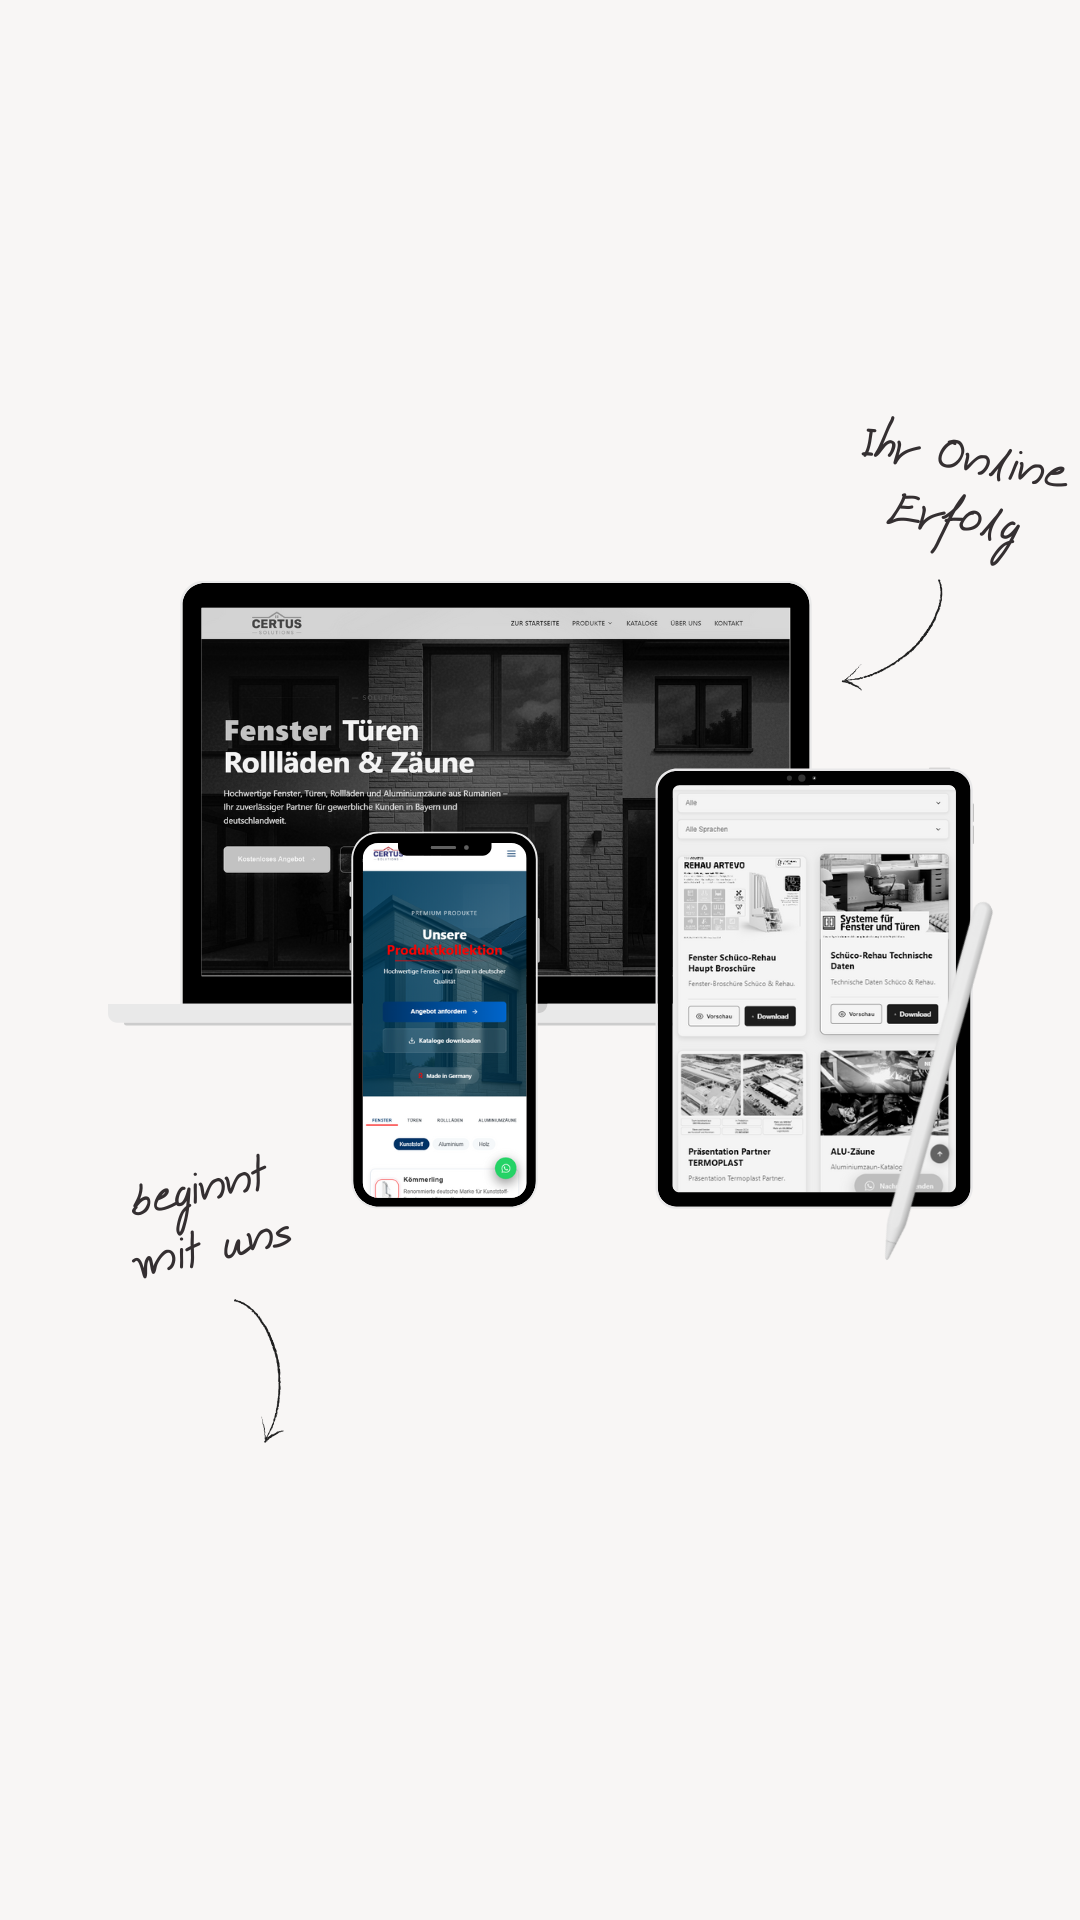 Ihr Online
Erfolg
CERTUS
SOLUTIONS
ZUR STARTSEITE PRODUKTE KATALOGE ÜBER UNS KONTAKT
Fenster Türen
Rollläden & Zäune
Hochwertige Fenster, Türen, Rollläden und Aluminiumzäune aus Rumänien –
Ihr zuverlässiger Partner für gewerbliche Kunden in Bayern und
deutschlandweit.
Kostenloses Angebot
CERTUS
SOLUTIONS
PREMIUM PRODUKTE
Unsere
Produktkollektion
Hochwertige Fenster und Türen in deutscher
Qualität
Angebot anfordern
Kataloge downloaden
Made in Germany
FENSTER TÜREN ROLLLÄDEN ALUMINIUMZÄUNE
Kunststoff Aluminium Holz
Kömmerling
Renommierte deutsche Marke für Kunststoff
Alle
Alle Sprachen
REHAU ARTEVO
Fenster Schüco-Rehau
Haupt Broschüre
Fenster-Broschüre Schüco & Rehau.
Vorschau Download
Systeme für
Fenster und Türen
Schüco-Rehau Technische
Daten
Technische Daten Schüco & Rehau.
Vorschau Download
Präsentation Partner
TERMOPLAST
Präsentation Termoplast Partner.
ALU-Zäune
Aluminiumzaun-Katalog
beginnt
mit uns